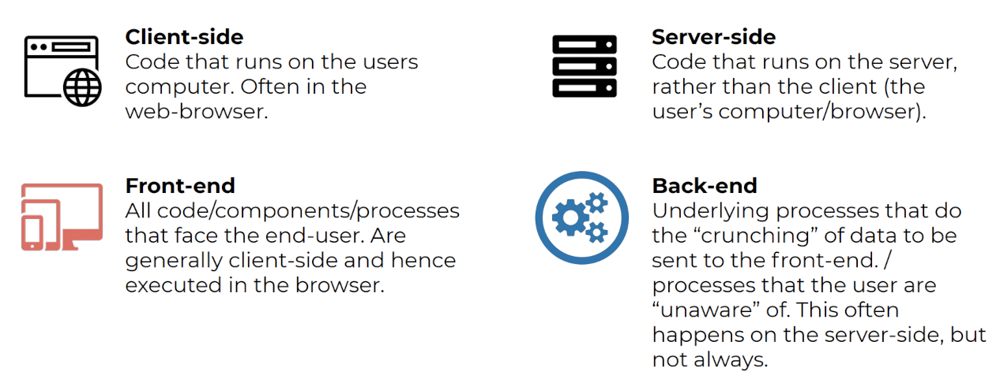 Client-side
Code that runs on the users
computer. Often in the
web-browser.
Server-side
Code that runs on the server,
rather than the client (the
user’s computer/browser).
Front-end
All code/components/processes
that face the end-user. Are
generally client-side and hence
executed in the browser.
Back-end
Underlying processes that do
the “crunching” of data to be
sent to the front-end. /
processes that the user are
“unaware” of. This often
happens on the server-side, but
not always.